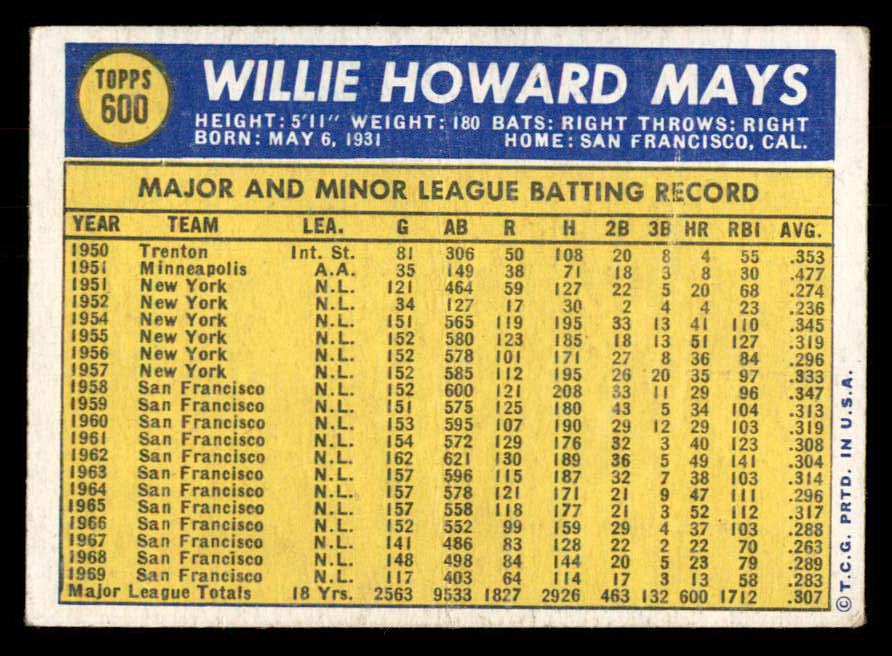 TOPPS
600
WILLIE HOWARD MAYS
HEIGHT: 5'11" WEIGHT: 180 BATS: RIGHT THROWS: RIGHT
BORN: MAY 6, 1931 HOME: SAN FRANCISCO, CAL.
MAJOR AND MINOR LEAGUE BATTING RECORD
YEAR TEAM LEA. G AB R H 2B 3B HR RBI AVG.
1950 Trenton Int. St. 81 306 50 108 20 8 4 55 .353
1951 Minneapolis A.A. 35 149 38 71 18 3 8 30 .477
1951 New York N.L. 121 464 59 127 22 5 20 68 .274
1952 New York N.L. 34 127 17 30 2 4 4 23 .236
1954 New York N.L. 151 565 119 195 33 13 41 110 .345
1955 New York N.L. 152 580 123 185 18 13 51 127 .319
1956 New York N.L. 152 578 101 171 27 8 36 84 .296
1957 New York N.L. 152 585 112 195 26 20 35 97 .333
1958 San Francisco N.L. 152 600 121 208 33 11 29 96 .347
1959 San Francisco N.L. 151 575 125 180 43 5 34 104 .313
1960 San Francisco N.L. 153 595 107 190 29 12 29 103 .319
1961 San Francisco N.L. 154 572 129 176 32 3 40 123 .308
1962 San Francisco N.L. 162 621 130 189 36 5 49 141 .304
1963 San Francisco N.L. 157 596 115 187 32 7 38 103 .314
1964 San Francisco N.L. 157 578 121 171 21 9 47 111 .296
1965 San Francisco N.L. 157 558 118 177 21 3 52 112 .317
1966 San Francisco N.L. 152 552 99 159 29 4 37 103 .288
1967 San Francisco N.L. 141 486 83 128 22 2 22 70 .263
1968 San Francisco N.L. 148 498 84 144 20 5 23 79 .289
1969 San Francisco N.L. 117 403 64 114 17 3 13 58 .283
Major League Totals 18 Yrs. 2563 9533 1827 2926 463 132 600 1712 .307
© T.C.G. PRTD. IN U.S.A.